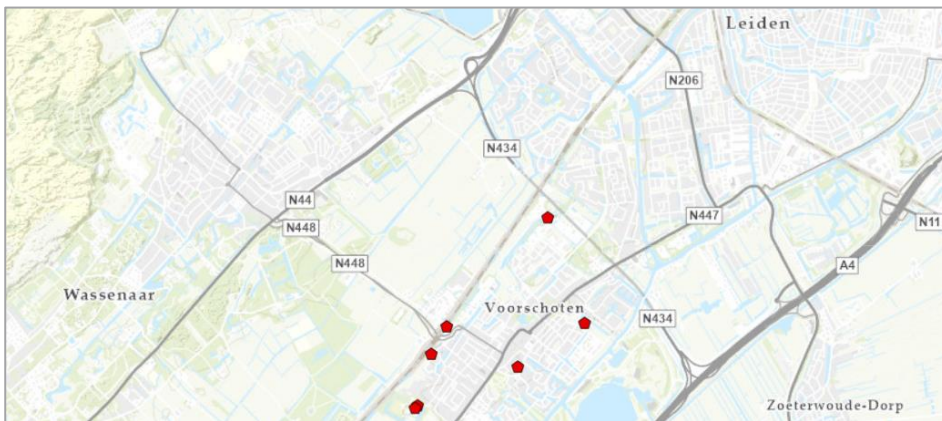 Leiden
N206
N434
N44
N448
N447
N11
N448
A4
Wassenaar
Voorschoten
N434
Zoeterwoude-Dorp